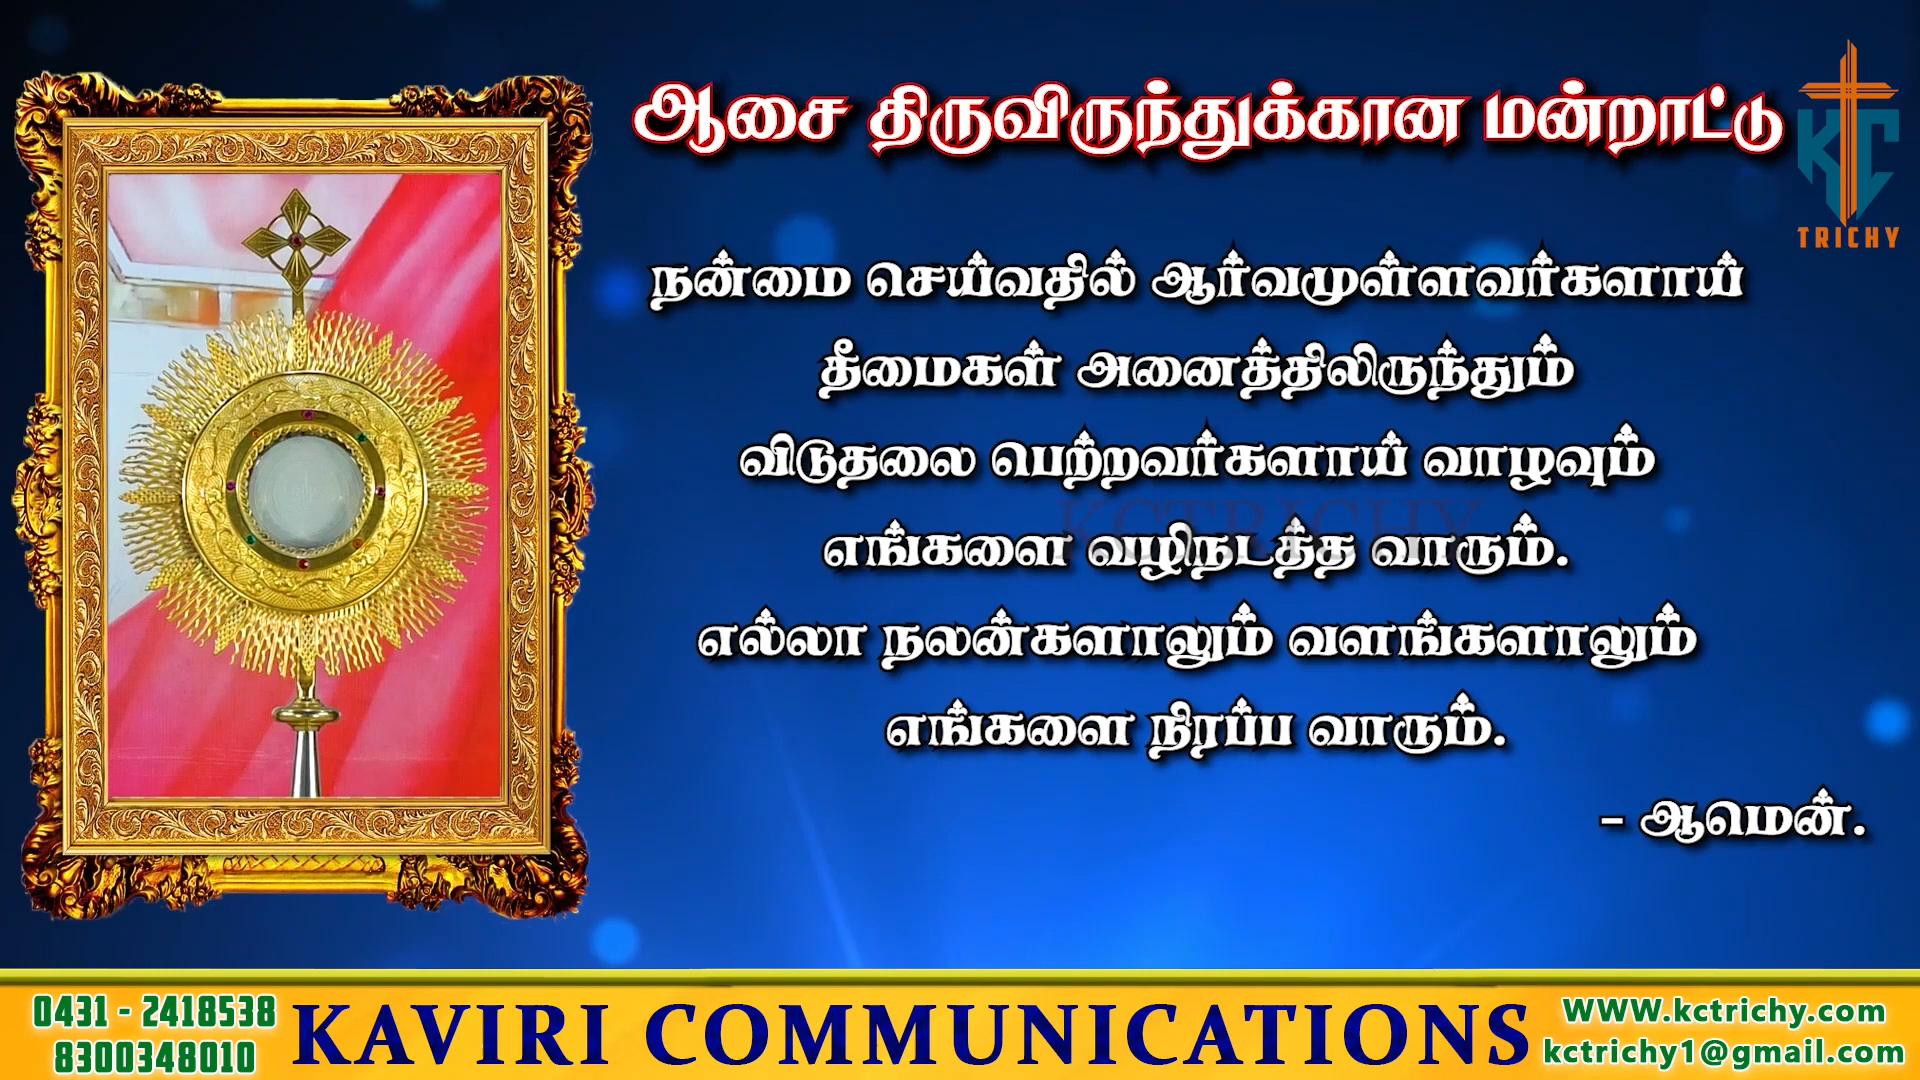 ஆசை திருவிருந்துக்கான மன்றாட்டு
KC
TRICHY
நன்மை செய்வதில் ஆர்வமுள்ளவர்களாய்
தீமைகள் அனைத்திலிருந்தும்
விடுதலை பெற்றவர்களாய் வாழவும்
KCTRICHY
எங்களை வழிநடத்த வாரும்.
எல்லா நலன்களாலும் வளங்களாலும்
எங்களை நிரப்ப வாரும்.
- ஆமென்.
0431 - 2418538
8300348010
KAVIRI COMMUNICATIONS
www.kctrichy.com
kctrichy1@gmail.com